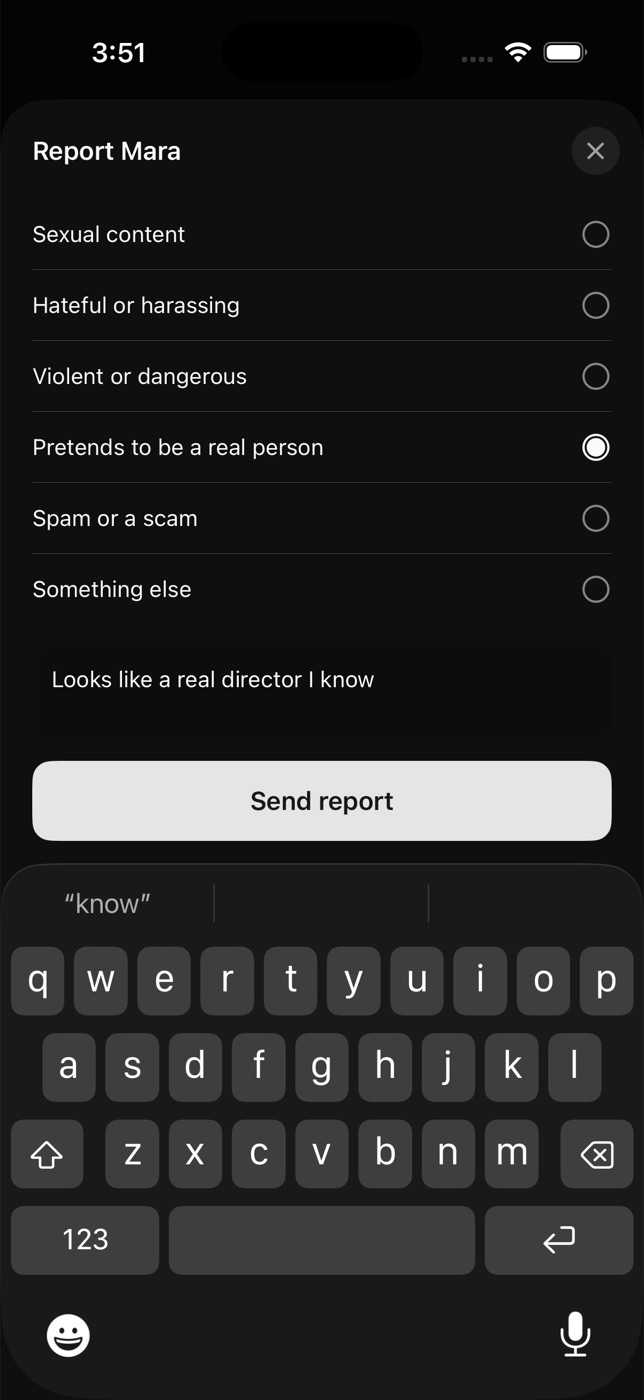 3:51
Report Mara
Sexual content
Hateful or harassing
Violent or dangerous
Pretends to be a real person
Spam or a scam
Something else
Looks like a real director I know
Send report
“know”
q w e r t y u i o p
a s d f g h j k l
z x c v b n m
123